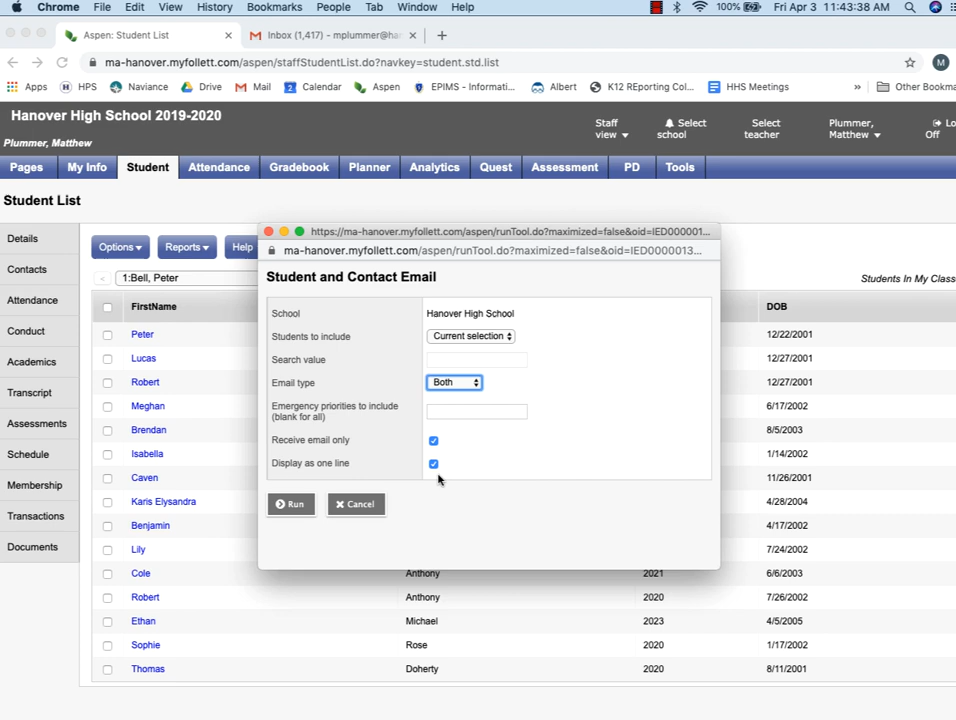 Chrome File Edit View History Bookmarks People Tab Window Help 100% Fri Apr 3 11:43:38 AM
Aspen: Student List Inbox (1,417) - mplummer@ha
ma-hanover.myfollett.com/aspen/staffStudentList.do?navkey=student.std.list M
Apps HPS Naviance Drive Mail Calendar Aspen EPIMS - Informati... Albert K12 REporting Col... HHS Meetings » Other Bookma
Hanover High School 2019-2020
Plummer, Matthew
Staff view
Select school
Select teacher
Plummer, Matthew
Lo
Off
Pages My Info Student Attendance Gradebook Planner Analytics Quest Assessment PD Tools
Student List
Details
Contacts
Attendance
Conduct
Academics
Transcript
Assessments
Schedule
Membership
Transactions
Documents
Options Reports Help
1:Bell, Peter
Students In My Class
FirstName DOB
Peter 12/22/2001
Lucas 12/27/2001
Robert 12/27/2001
Meghan 6/17/2002
Brendan 8/5/2003
Isabella 1/14/2002
Caven 11/26/2001
Karis Elysandra 4/28/2004
Benjamin 4/17/2002
Lily 7/24/2002
Cole Anthony 2021 6/6/2003
Robert Anthony 2020 7/26/2002
Ethan Michael 2023 4/5/2005
Sophie Rose 2020 1/17/2002
Thomas Doherty 2020 8/11/2001
https://ma-hanover.myfollett.com/aspen/runTool.do?maximized=false&oid=IED000001...
ma-hanover.myfollett.com/aspen/runTool.do?maximized=false&oid=IED0000013...
Student and Contact Email
School Hanover High School
Students to include Current selection
Search value
Email type Both
Emergency priorities to include
(blank for all)
Receive email only
Display as one line
Run Cancel